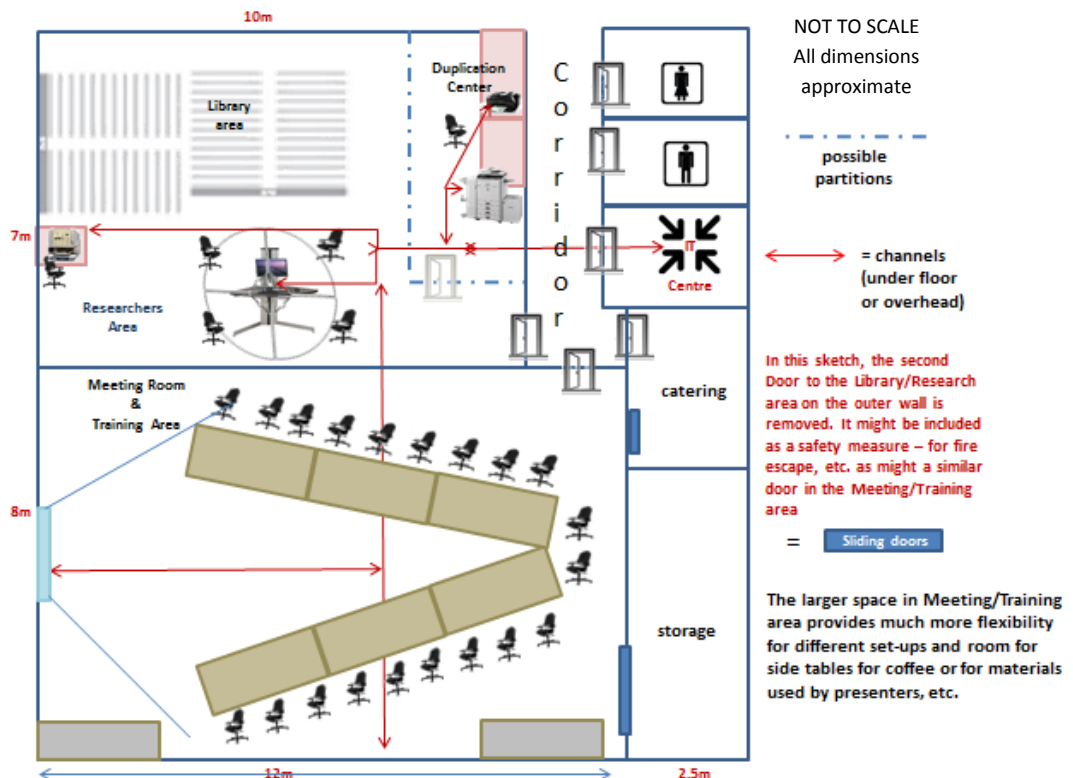 10m
NOT TO SCALE
All dimensions
approximate
Duplication
Center
Corridor
Library
area
possible
partitions
7m
IT
Centre
= channels
(under floor
or overhead)
Researchers
Area
In this sketch, the second
Door to the Library/Research
area on the outer wall is
removed. It might be included
as a safety measure – for fire
escape, etc. as might a similar
door in the Meeting/Training
area
Meeting Room
&
Training Area
catering
8m
= Sliding doors
The larger space in Meeting/Training
area provides much more flexibility
for different set-ups and room for
side tables for coffee or for materials
used by presenters, etc.
storage
12m
2.5m